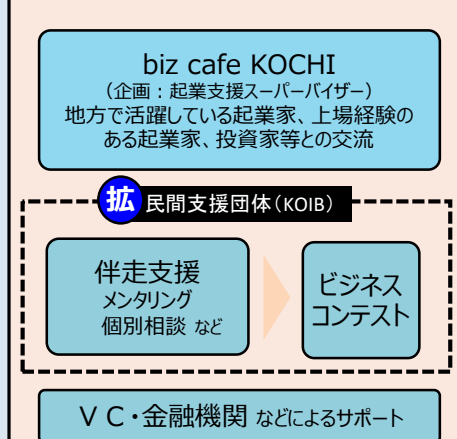 biz cafe KOCHI
（企画：起業支援スーパーバイザー）
地方で活躍している起業家、上場経験の
ある起業家、投資家等との交流
拡 民間支援団体（KOIB）
伴走支援
メンタリング
個別相談 など
ビジネス
コンテスト
ＶＣ・金融機関 などによるサポート